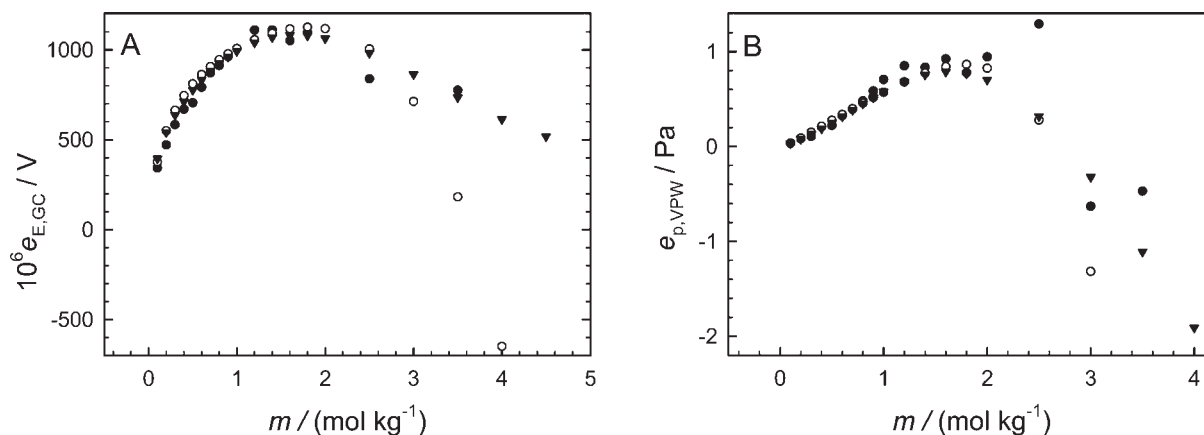 A
1000
500
0
-500
10⁶e_E,GC / V
0 1 2 3 4 5
m / (mol kg⁻¹)
B
1
0
-1
-2
e_p,VPW / Pa
0 1 2 3 4
m / (mol kg⁻¹)